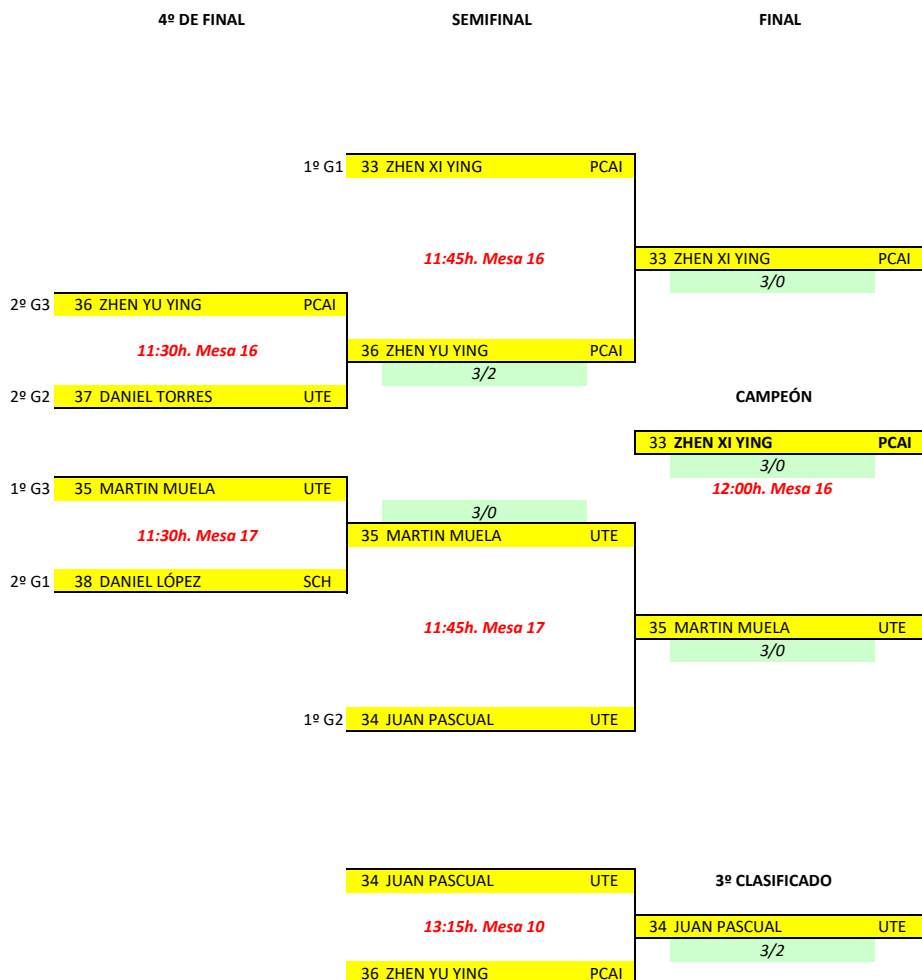 4º DE FINAL SEMIFINAL FINAL
1º G1 33 ZHEN XI YING PCAI
11:45h. Mesa 16 33 ZHEN XI YING PCAI
3/0
2º G3 36 ZHEN YU YING PCAI
11:30h. Mesa 16 36 ZHEN YU YING PCAI
3/2
2º G2 37 DANIEL TORRES UTE CAMPEÓN
33 ZHEN XI YING PCAI
3/0
1º G3 35 MARTIN MUELA UTE 12:00h. Mesa 16
3/0
11:30h. Mesa 17 35 MARTIN MUELA UTE
2º G1 38 DANIEL LÓPEZ SCH
11:45h. Mesa 17 35 MARTIN MUELA UTE
3/0
1º G2 34 JUAN PASCUAL UTE
34 JUAN PASCUAL UTE 3º CLASIFICADO
13:15h. Mesa 10 34 JUAN PASCUAL UTE
3/2
36 ZHEN YU YING PCAI